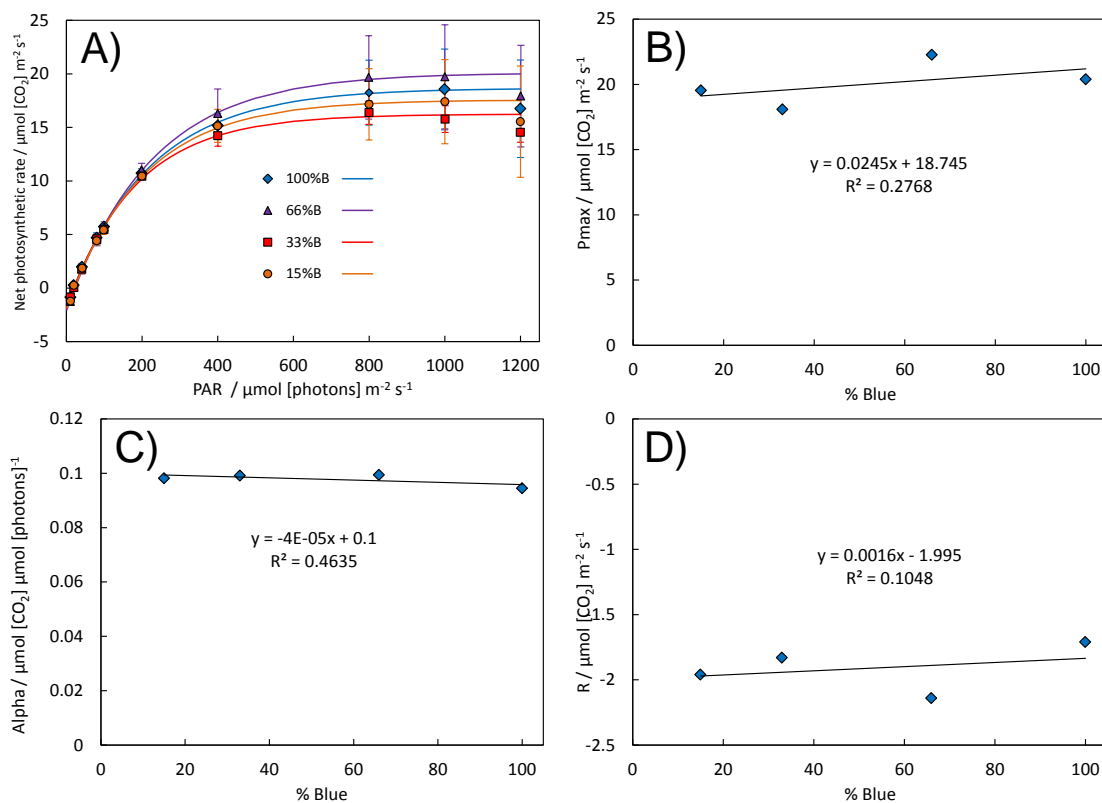 A)
Net photosynthetic rate / µmol [CO₂] m⁻² s⁻¹
25
20
15
10
5
0
-5
100%B
66%B
33%B
15%B
0 200 400 600 800 1000 1200
PAR / µmol [photons] m⁻² s⁻¹
B)
Pmax / µmol [CO₂] m⁻² s⁻¹
25
20
15
10
5
0
y = 0.0245x + 18.745
R² = 0.2768
0 20 40 60 80 100
% Blue
C)
Alpha / µmol [CO₂] µmol [photons]⁻¹
0.12
0.1
0.08
0.06
0.04
0.02
0
y = -4E-05x + 0.1
R² = 0.4635
0 20 40 60 80 100
% Blue
D)
R / µmol [CO₂] m⁻² s⁻¹
0
-0.5
-1
-1.5
-2
-2.5
y = 0.0016x - 1.995
R² = 0.1048
0 20 40 60 80 100
% Blue